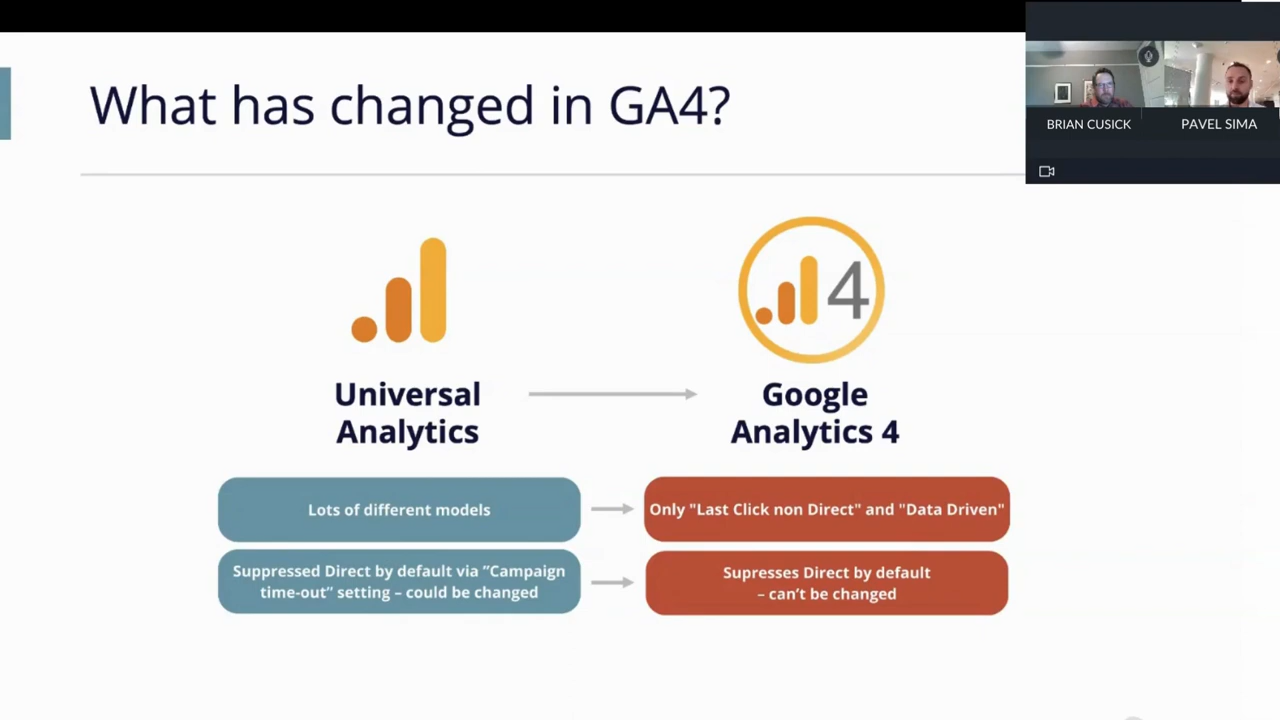 What has changed in GA4?
BRIAN CUSICK
PAVEL SIMA
4
Universal
Analytics
Google
Analytics 4
Lots of different models
Only "Last Click non Direct" and "Data Driven"
Suppressed Direct by default via ”Campaign
time-out” setting – could be changed
Supresses Direct by default
– can’t be changed